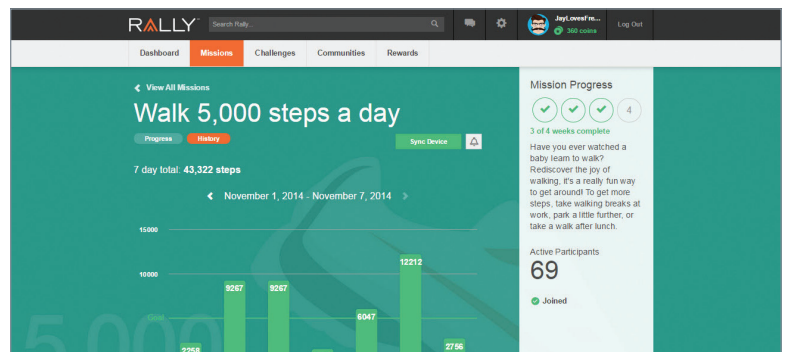 RALLY
Search Rally...
JayLovesFre...
360 coins
Log Out
Dashboard
Missions
Challenges
Communities
Rewards
View All Missions
Walk 5,000 steps a day
Progress
History
Sync Device
7 day total: 43,322 steps
November 1, 2014 - November 7, 2014
15000
10000
12212
9267
9267
Goal
6047
2258
2756
5,000
Mission Progress
4
3 of 4 weeks complete
Have you ever watched a
baby learn to walk?
Rediscover the joy of
walking, it's a really fun way
to get around! To get more
steps, take walking breaks at
work, park a little further, or
take a walk after lunch.
Active Participants
69
Joined